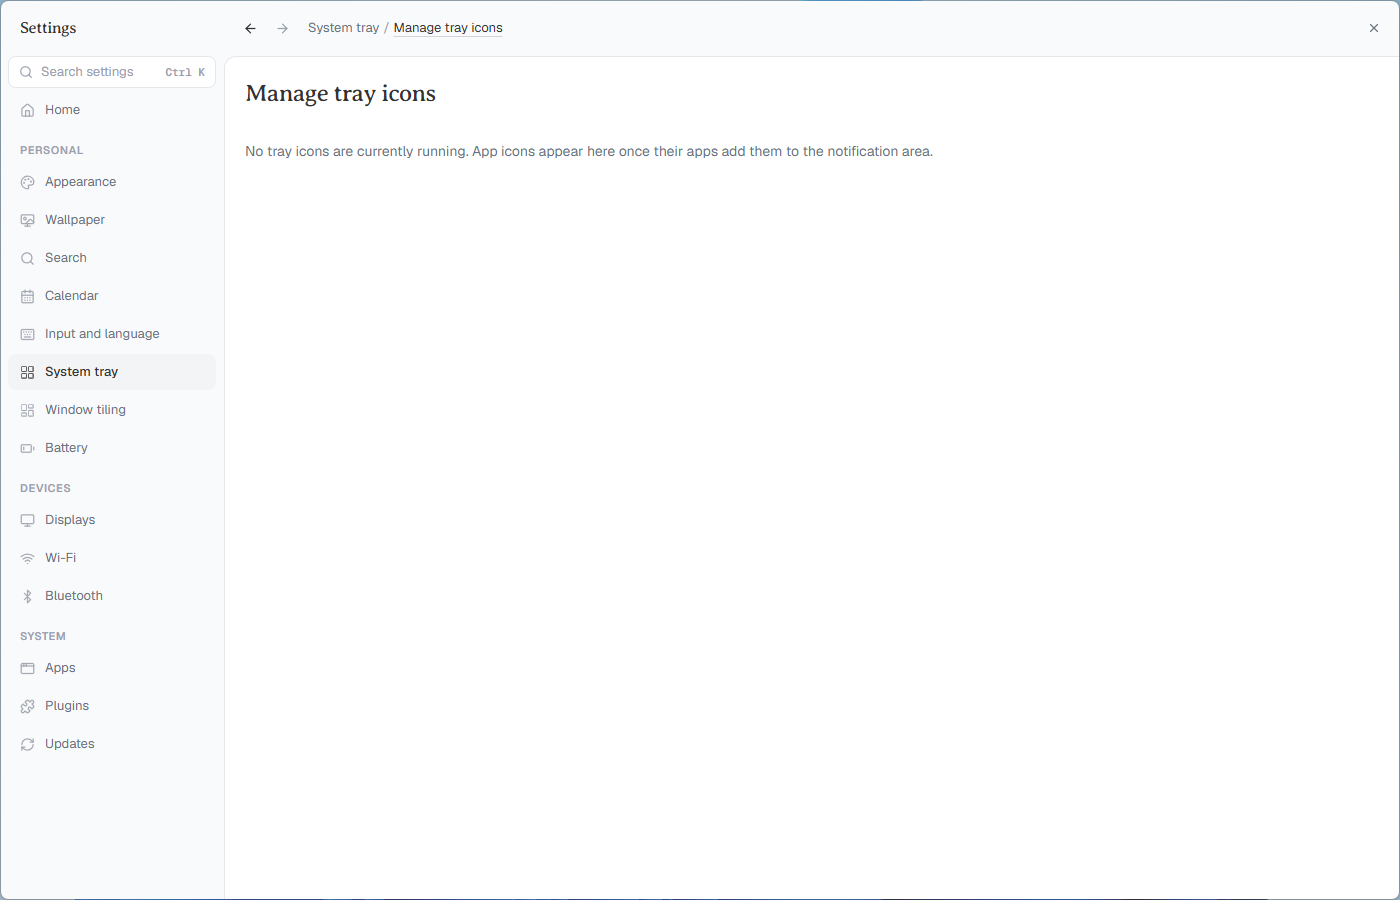 Settings
System tray / Manage tray icons
Search settings Ctrl K
Home
PERSONAL
Appearance
Wallpaper
Search
Calendar
Input and language
System tray
Window tiling
Battery
DEVICES
Displays
Wi-Fi
Bluetooth
SYSTEM
Apps
Plugins
Updates
Manage tray icons
No tray icons are currently running. App icons appear here once their apps add them to the notification area.